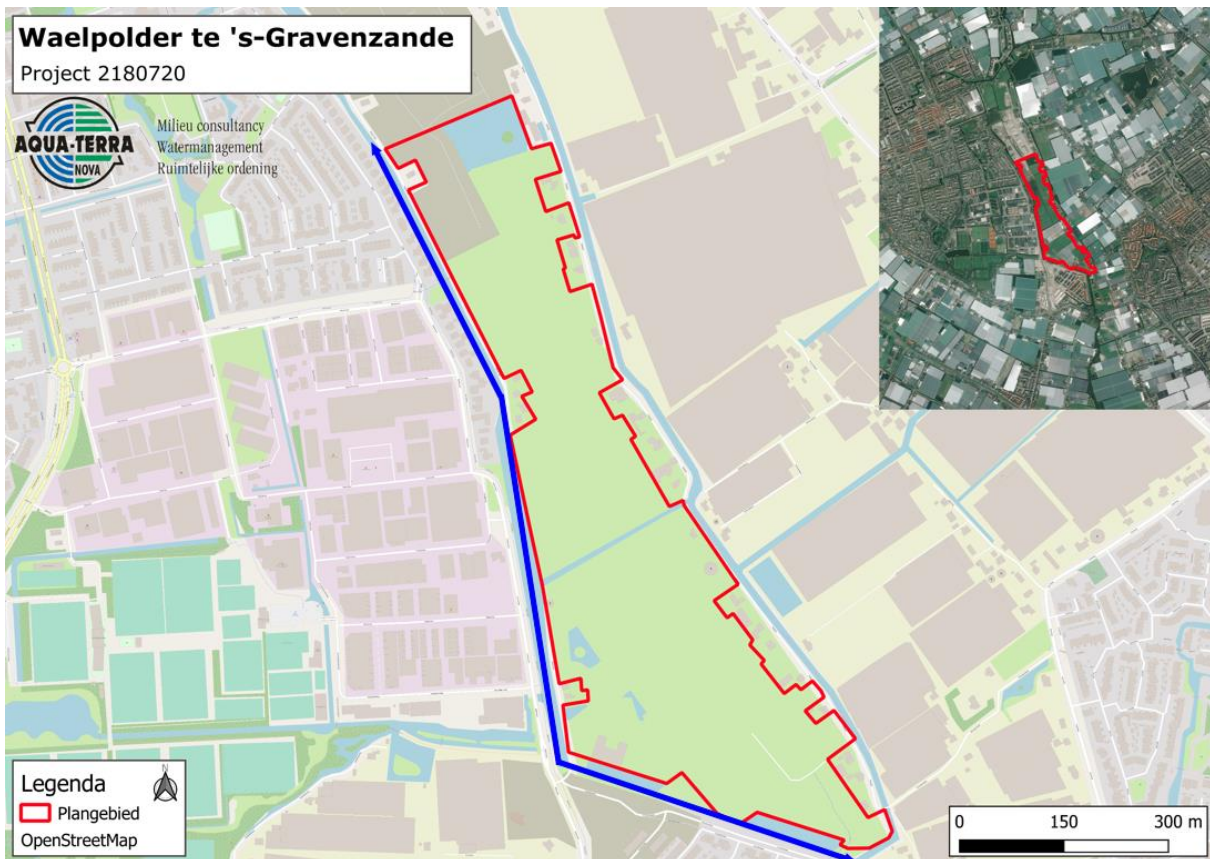 Waelpolder te 's-Gravenzande
Project 2180720
AQUA-TERRA
NOVA
Milieu consultancy
Watermanagement
Ruimtelijke ordening
Legenda
N
Plangebied
OpenStreetMap
0 150 300 m